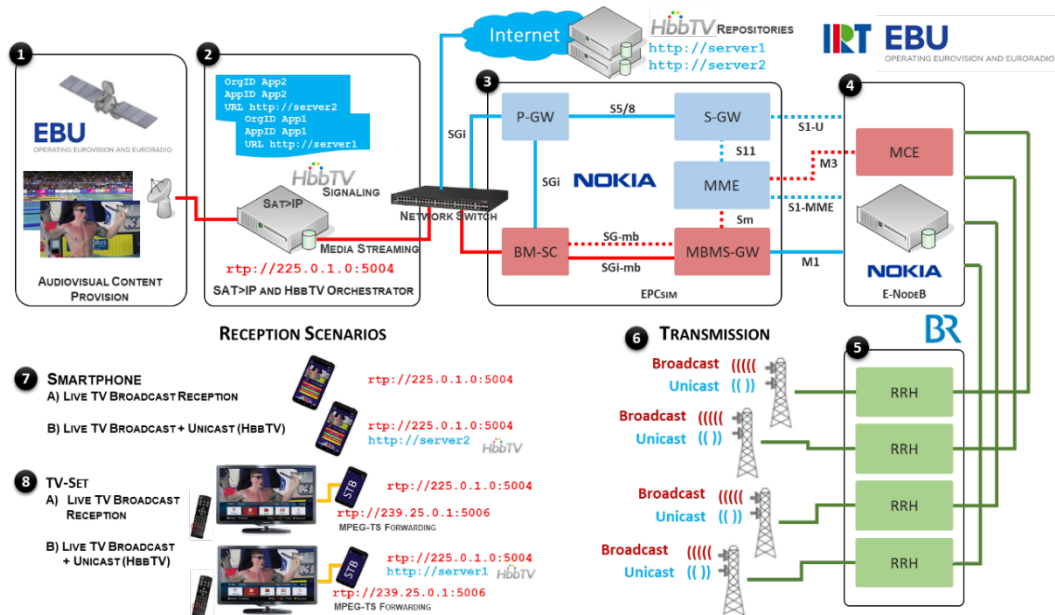 Internet
HbbTV REPOSITORIES
http://server1
http://server2
IRT EBU
OPERATING EUROVISION AND EURORADIO
1
EBU
OPERATING EUROVISION AND EURORADIO
AUDIOVISUAL CONTENT
PROVISION
2
OrgID App2
AppID App2
URL http://server2
OrgID App1
AppID App1
URL http://server1
HbbTV
SIGNALING
SAT>IP
MEDIA STREAMING
rtp://225.0.1.0:5004
SAT>IP AND HBBTV ORCHESTRATOR
NETWORK SWITCH
SGi
3
P-GW
S5/8
S-GW
S1-U
S11
SGi
NOKIA
MME
M3
S1-MME
Sm
BM-SC
SG-mb
SGi-mb
MBMS-GW
M1
EPCSIM
4
MCE
NOKIA
E-NODEB
BR
5
RRH
RRH
RRH
RRH
6 TRANSMISSION
Broadcast (((((
Unicast (( ))
Broadcast (((((
Unicast (( ))
Broadcast (((((
Unicast (( ))
Broadcast (((((
Unicast (( ))
RECEPTION SCENARIOS
7 SMARTPHONE
A) LIVE TV BROADCAST RECEPTION
rtp://225.0.1.0:5004
B) LIVE TV BROADCAST + UNICAST (HBBTV)
rtp://225.0.1.0:5004
http://server2 HbbTV
8 TV-SET
A) LIVE TV BROADCAST
RECEPTION
STB
rtp://225.0.1.0:5004
rtp://239.25.0.1:5006
MPEG-TS FORWARDING
B) LIVE TV BROADCAST
+ UNICAST (HBBTV)
STB
rtp://225.0.1.0:5004
http://server1 HbbTV
rtp://239.25.0.1:5006
MPEG-TS FORWARDING